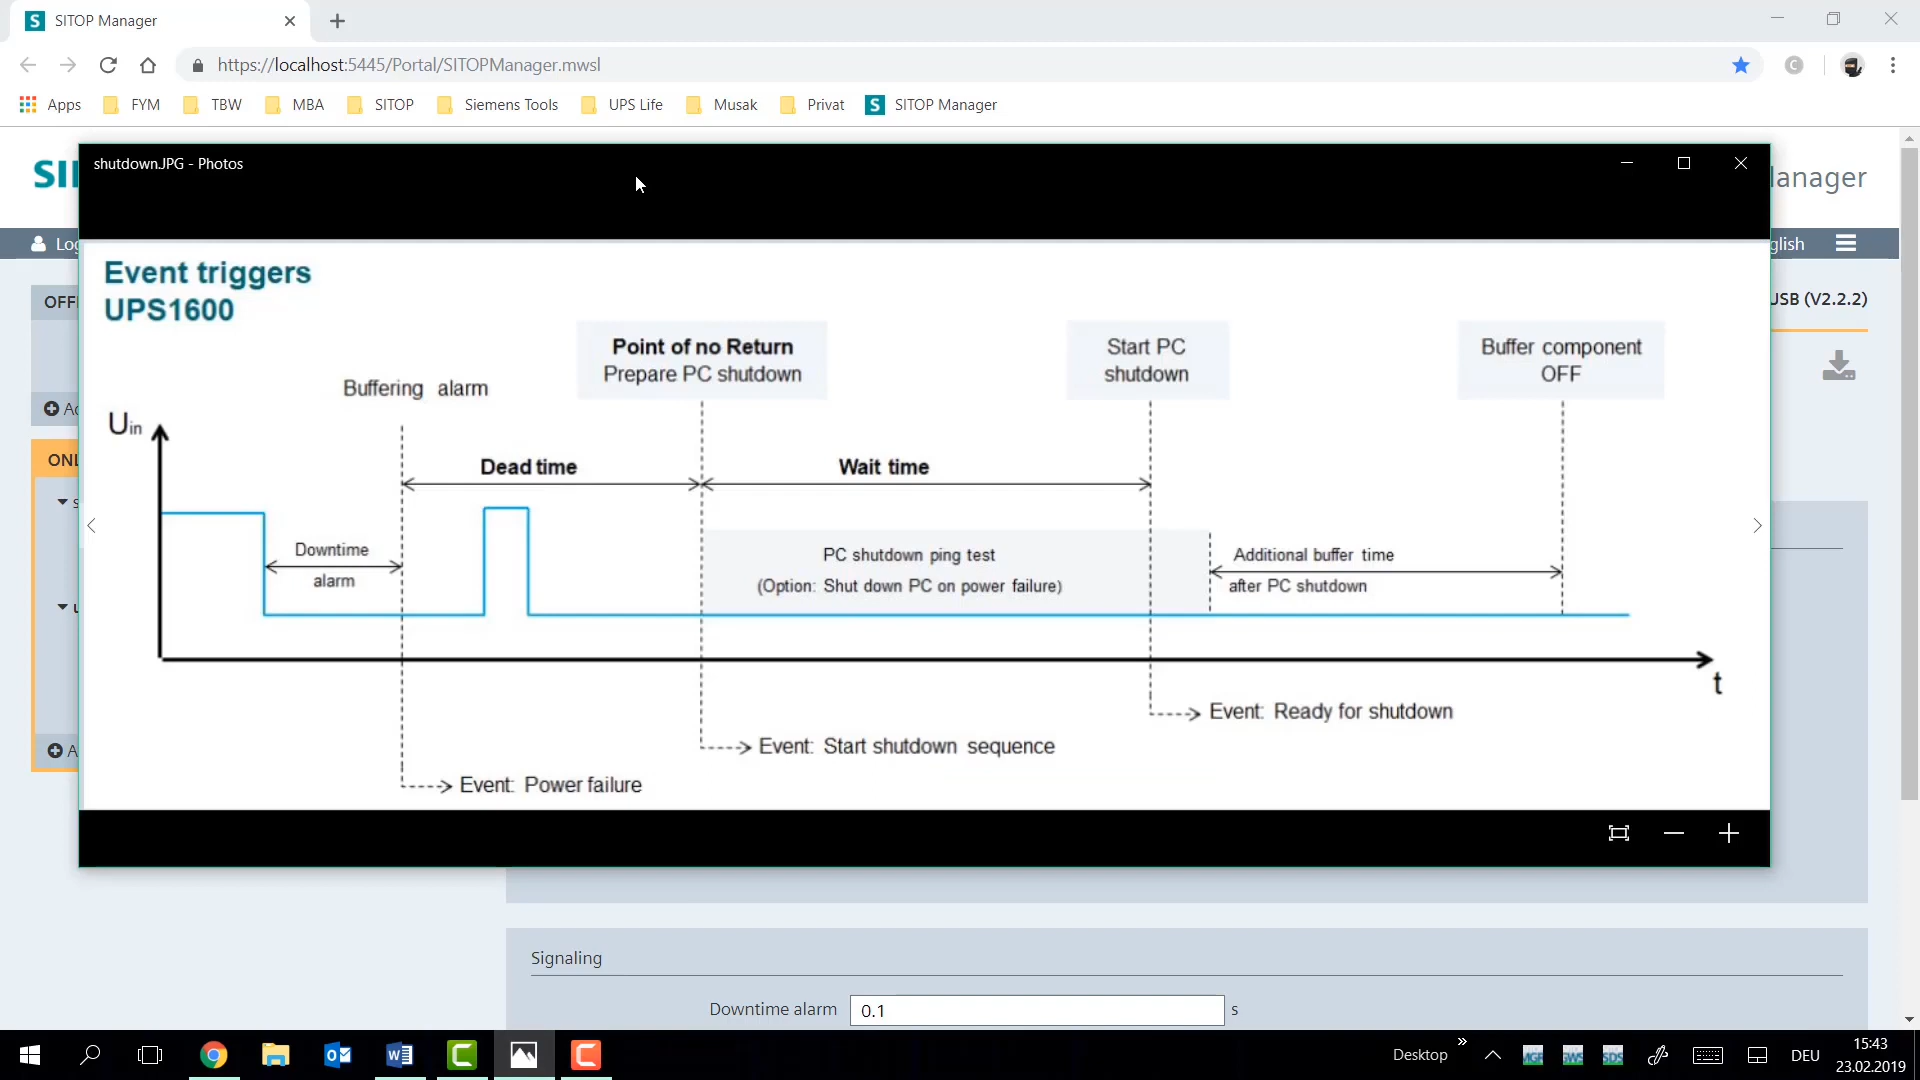 SITOP Manager
https://localhost:5445/Portal/SITOPManager.mwsl
Apps
FYM
TBW
MBA
SITOP
Siemens Tools
UPS Life
Musak
Privat
SITOP Manager
shutdown.JPG - Photos
anager
glish
USB (V2.2.2)
Event triggers
UPS1600
Point of no Return
Prepare PC shutdown
Start PC
shutdown
Buffer component
OFF
Buffering alarm
Uin
Dead time
Wait time
Downtime
alarm
PC shutdown ping test
(Option: Shut down PC on power failure)
Additional buffer time
after PC shutdown
t
Event: Ready for shutdown
Event: Start shutdown sequence
Event: Power failure
Signaling
Downtime alarm
0.1
s
Desktop
DEU
15:43
23.02.2019